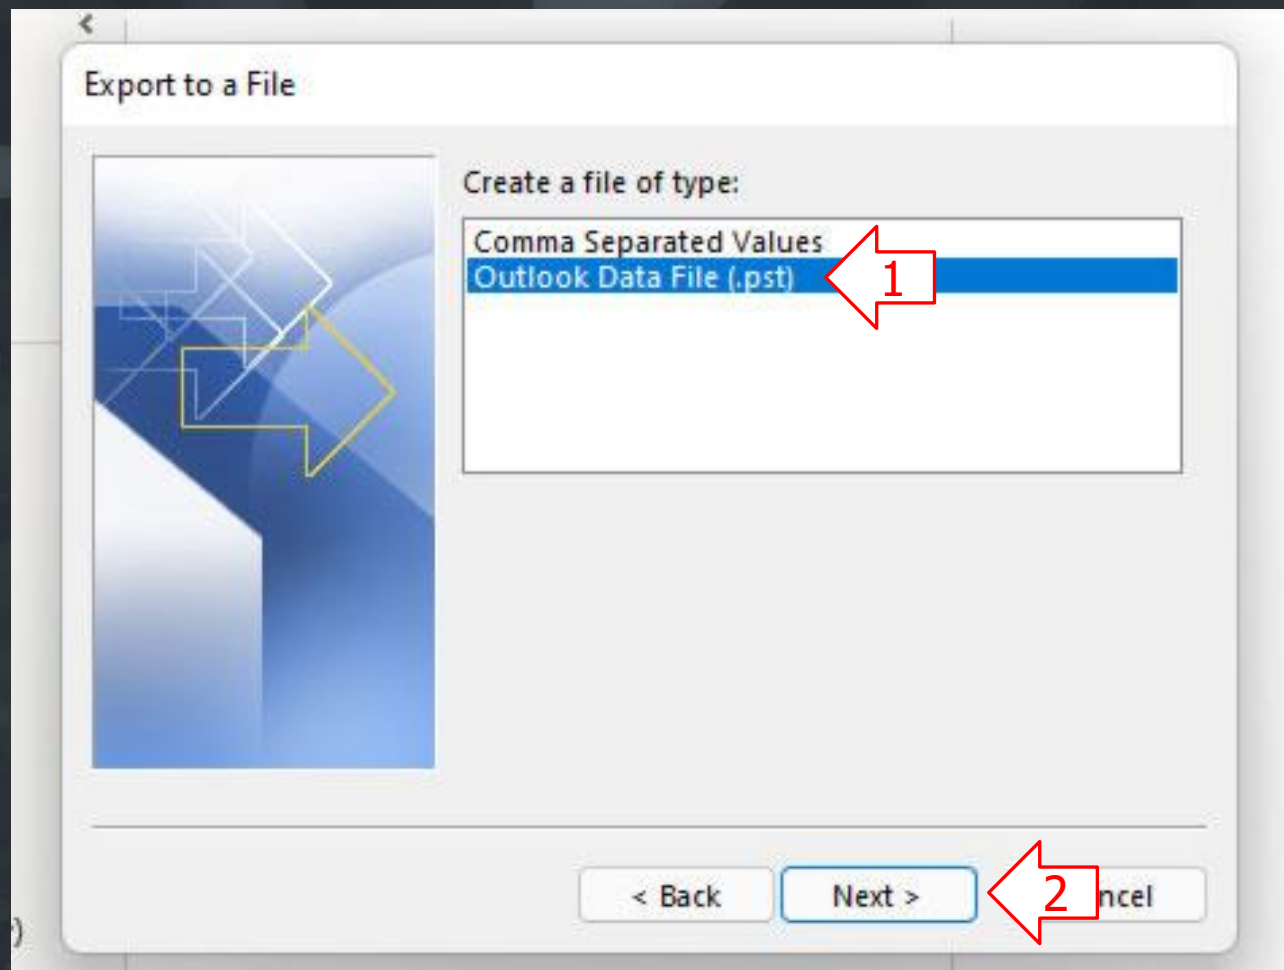 Export to a File
Create a file of type:
Comma Separated Values
Outlook Data File (.pst)
1
< Back
Next >
2
ncel